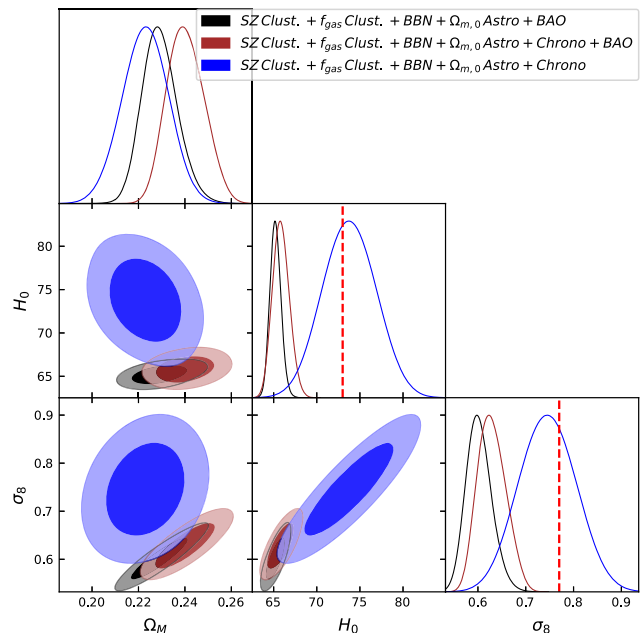 SZ Clust. + f_gas Clust. + BBN + Ω_m,0 Astro + BAO
SZ Clust. + f_gas Clust. + BBN + Ω_m,0 Astro + Chrono + BAO
SZ Clust. + f_gas Clust. + BBN + Ω_m,0 Astro + Chrono
H_0
80
75
70
65
σ_8
0.9
0.8
0.7
0.6
0.20 0.22 0.24 0.26
65 70 75 80
0.6 0.7 0.8 0.9
Ω_M
H_0
σ_8